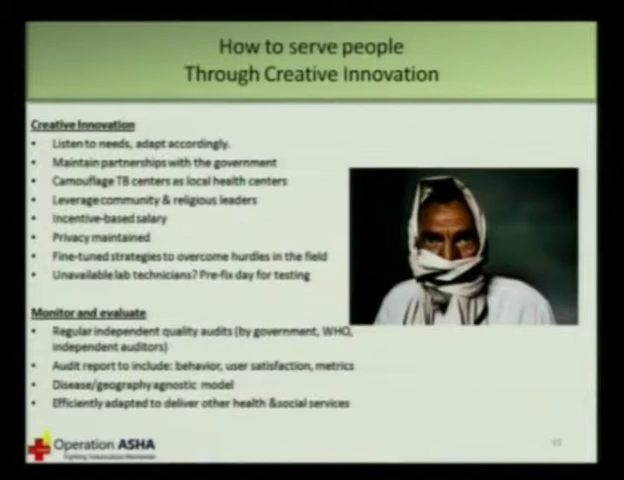 How to serve people
Through Creative Innovation
Creative Innovation
• Listen to needs, adapt accordingly.
• Maintain partnerships with the government
• Camouflage TB centers as local health centers
• Leverage community & religious leaders
• Incentive-based salary
• Privacy maintained
• Fine-tuned strategies to overcome hurdles in the field
• Unavailable lab technicians? Pre-fix day for testing
Monitor and evaluate
• Regular independent quality audits (by government, WHO,
independent auditors)
• Audit report to include: behavior, user satisfaction, metrics
• Disease/geography agnostic model
• Efficiently adapted to deliver other health &social services
Operation ASHA
Fighting Tuberculosis Worldwide